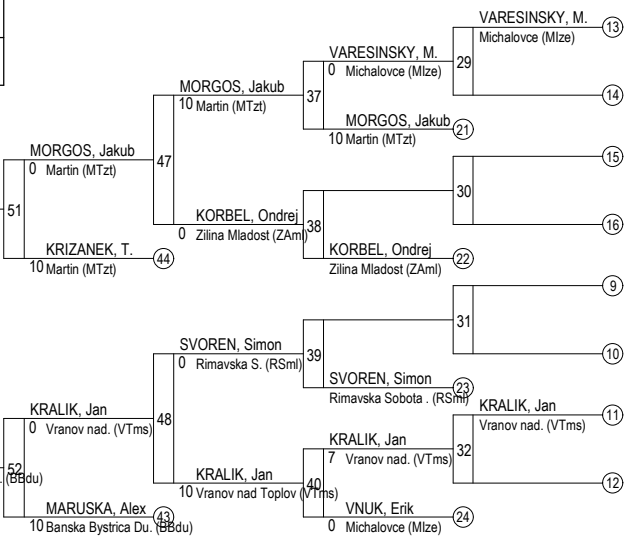 VARESINSKY, M. 13
Michalovce (MIze)
29
14
VARESINSKY, M.
0 Michalovce (MIze)
37
MORGOS, Jakub 21
10 Martin (MTzt)
MORGOS, Jakub
10 Martin (MTzt)
15
30
16
MORGOS, Jakub
0 Martin (MTzt)
47
51
KORBEL, Ondrej
0 Zilina Mladost (ZAml)
38
KORBEL, Ondrej 22
Zilina Mladost (ZAml)
KRIZANEK, T. 44
10 Martin (MTzt)
9
31
10
SVOREN, Simon
0 Rimavska S. (RSml)
39
SVOREN, Simon 23
Rimavska Sobota . (RSml)
KRALIK, Jan 11
Vranov nad. (VTms)
32
12
KRALIK, Jan
0 Vranov nad. (VTms)
48
KRALIK, Jan
7 Vranov nad. (VTms)
40
KRALIK, Jan
10 Vranov nad Toplov (VTms)
52
. (BBdu)
VNUK, Erik 24
0 Michalovce (MIze)
MARUSKA, Alex 43
10 Banska Bystrica Du. (BBdu)